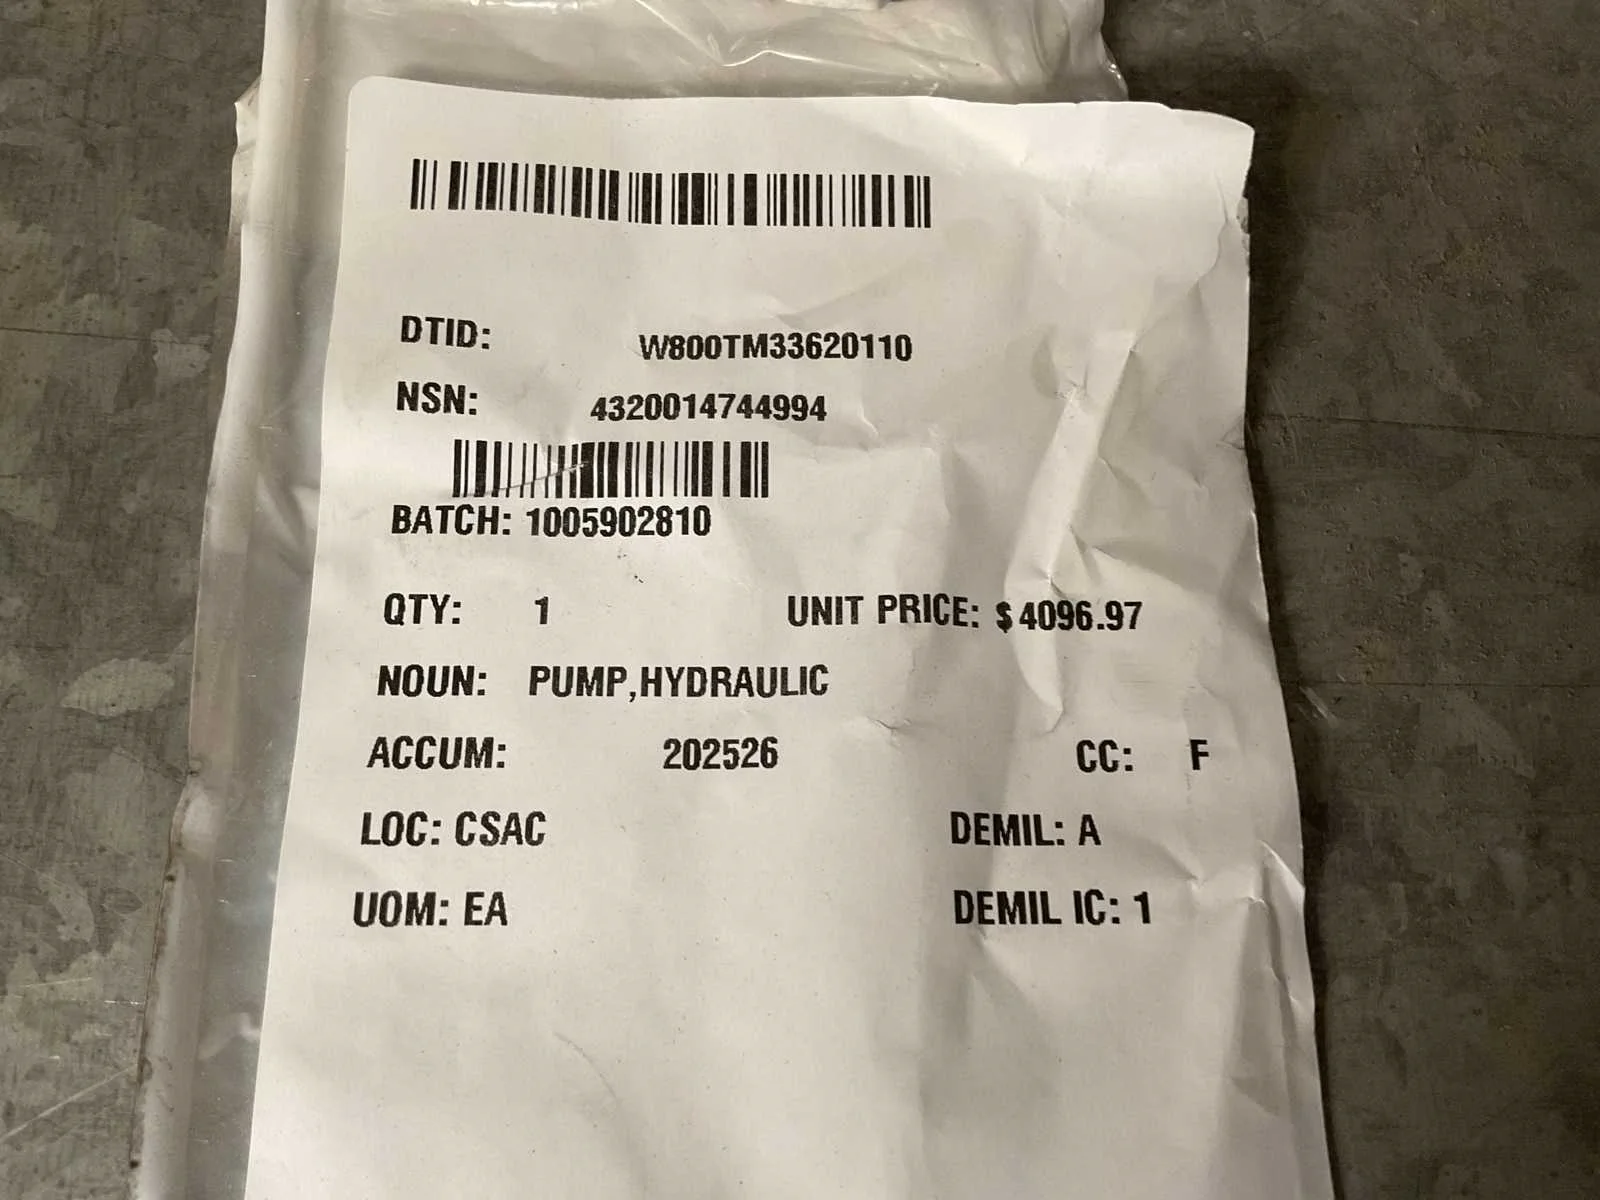 DTID: W800TM33620110
NSN: 4320014744994
BATCH: 1005902810
QTY: 1 UNIT PRICE: $4096.97
NOUN: PUMP,HYDRAULIC
ACCUM: 202526 CC: F
LOC: CSAC DEMIL: A
UOM: EA DEMIL IC: 1